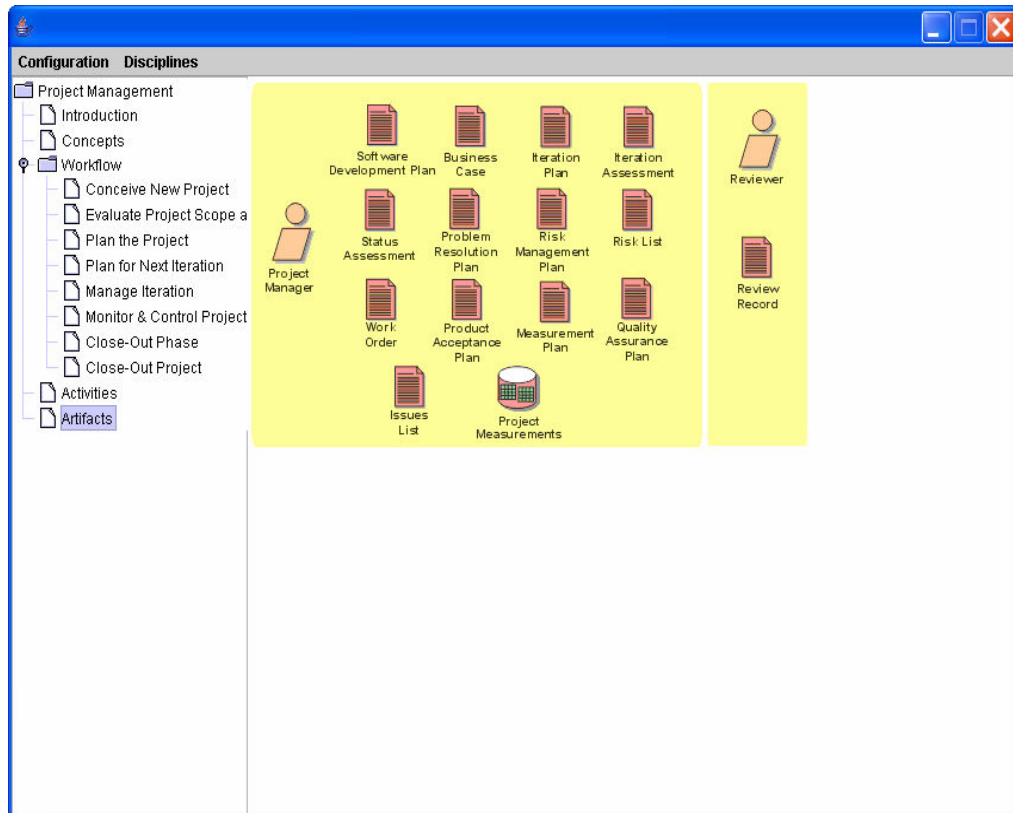 Configuration Disciplines
Project Management
Introduction
Concepts
Workflow
Conceive New Project
Evaluate Project Scope a
Plan the Project
Plan for Next Iteration
Manage Iteration
Monitor & Control Project
Close-Out Phase
Close-Out Project
Activities
Artifacts
Project
Manager
Software
Development Plan
Business
Case
Iteration
Plan
Iteration
Assessment
Status
Assessment
Problem
Resolution
Plan
Risk
Management
Plan
Risk List
Work
Order
Product
Acceptance
Plan
Measurement
Plan
Quality
Assurance
Plan
Issues
List
Project
Measurements
Reviewer
Review
Record